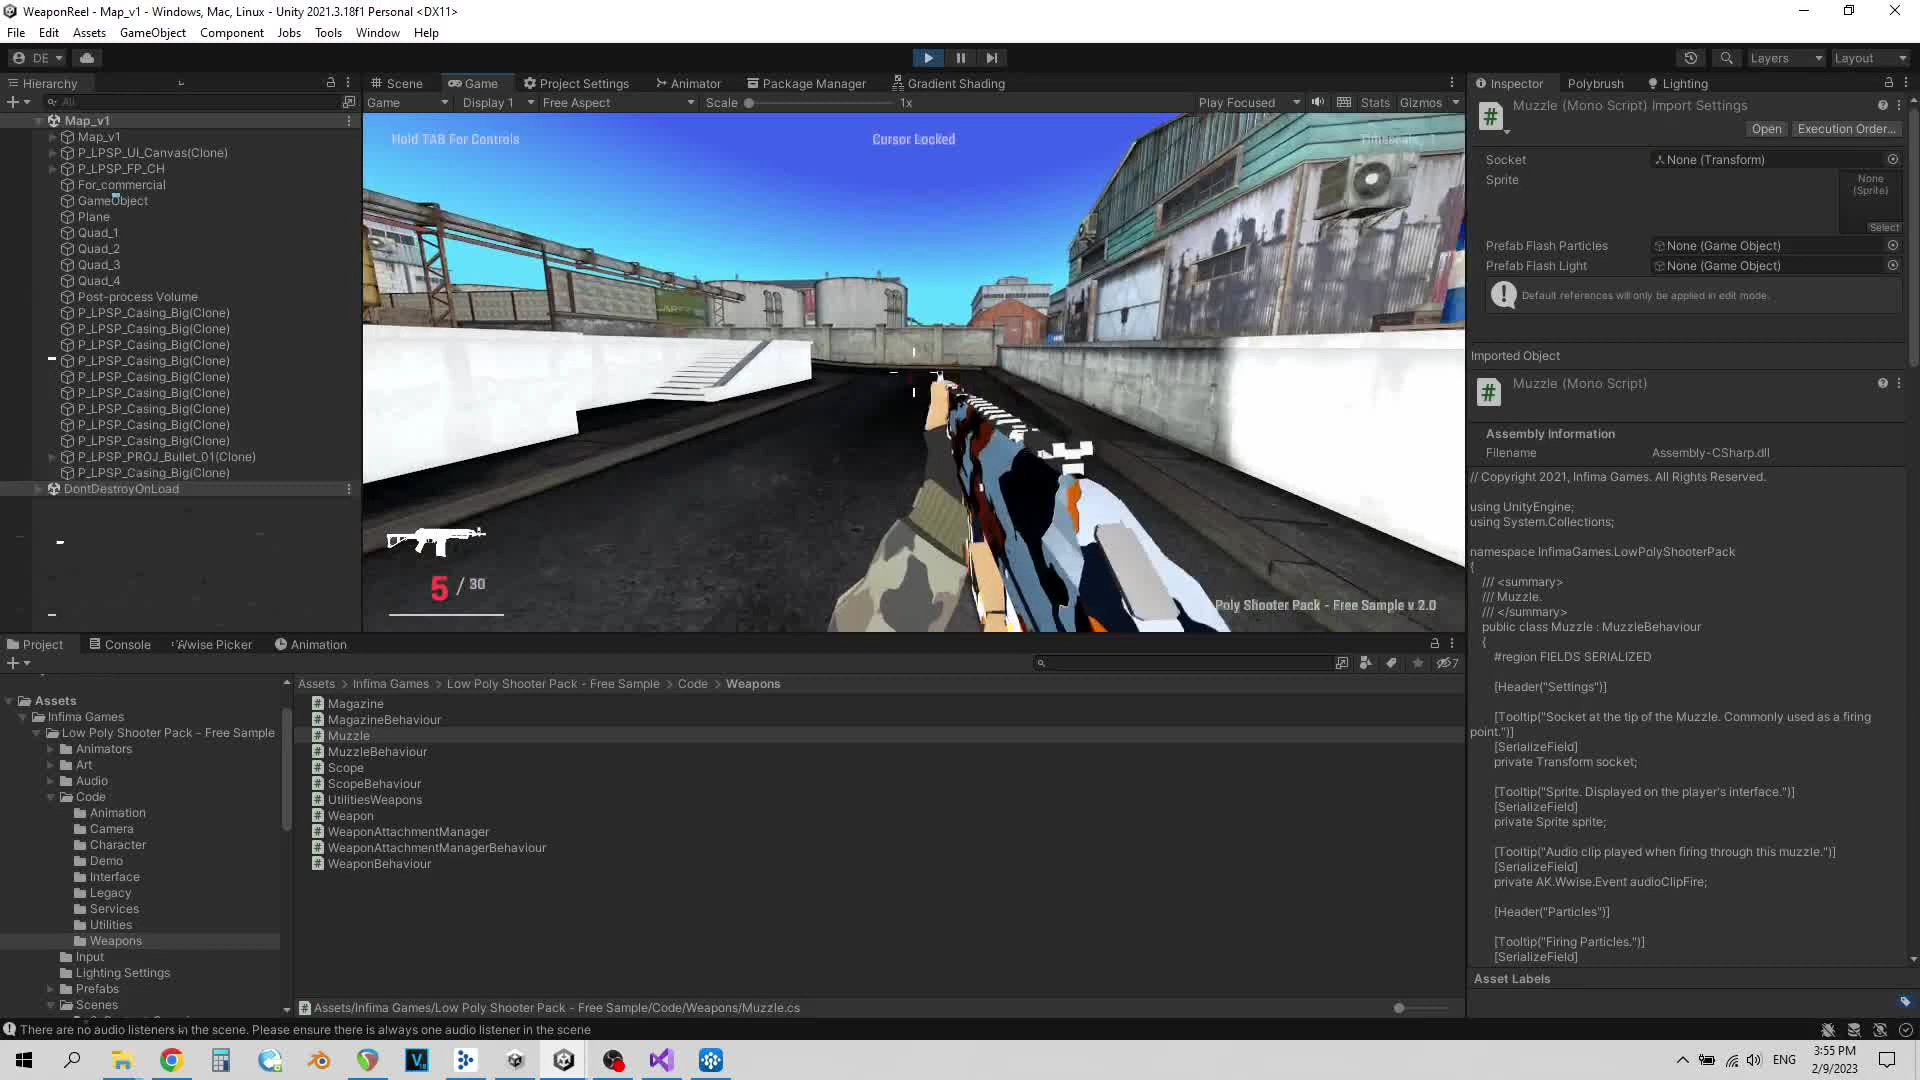 WeaponReel - Map_v1 - Windows, Mac, Linux - Unity 2021.3.18f1 Personal <DX11>
File Edit Assets GameObject Component Jobs Tools Window Help
DE Layers Layout
Hierarchy
All
Map_v1
Map_v1
P_LPSP_UI_Canvas(Clone)
P_LPSP_FP_CH
For_commercial
GameObject
Plane
Quad_1
Quad_2
Quad_3
Quad_4
Post-process Volume
P_LPSP_Casing_Big(Clone)
P_LPSP_Casing_Big(Clone)
P_LPSP_Casing_Big(Clone)
P_LPSP_Casing_Big(Clone)
P_LPSP_Casing_Big(Clone)
P_LPSP_Casing_Big(Clone)
P_LPSP_Casing_Big(Clone)
P_LPSP_Casing_Big(Clone)
P_LPSP_Casing_Big(Clone)
P_LPSP_PROJ_Bullet_01(Clone)
P_LPSP_Casing_Big(Clone)
DontDestroyOnLoad
Scene Game Project Settings Animator Package Manager Gradient Shading
Game Display 1 Free Aspect Scale 1x Play Focused Stats Gizmos
Hold TAB For Controls
Cursor Locked
5 / 30
Poly Shooter Pack - Free Sample v 2.0
Inspector Polybrush Lighting
Muzzle (Mono Script) Import Settings
Open Execution Order...
Socket None (Transform)
Sprite None (Sprite)
Select
Prefab Flash Particles None (Game Object)
Prefab Flash Light None (Game Object)
Default references will only be applied in edit mode.
Imported Object
Muzzle (Mono Script)
Assembly Information
Filename Assembly-CSharp.dll
// Copyright 2021, Infima Games. All Rights Reserved.
using UnityEngine;
using System.Collections;
namespace InfimaGames.LowPolyShooterPack
{
/// <summary>
/// Muzzle.
/// </summary>
public class Muzzle : MuzzleBehaviour
{
#region FIELDS SERIALIZED
[Header("Settings")]
[Tooltip("Socket at the tip of the Muzzle. Commonly used as a firing
point.")]
[SerializeField]
private Transform socket;
[Tooltip("Sprite. Displayed on the player's interface.")]
[SerializeField]
private Sprite sprite;
[Tooltip("Audio clip played when firing through this muzzle.")]
[SerializeField]
private AK.Wwise.Event audioClipFire;
[Header("Particles")]
[Tooltip("Firing Particles.")]
[SerializeField]
Asset Labels
Project Console Wwise Picker Animation
7
Assets
Infima Games
Low Poly Shooter Pack - Free Sample
Animators
Art
Audio
Code
Animation
Camera
Character
Demo
Interface
Legacy
Services
Utilities
Weapons
Input
Lighting Settings
Prefabs
Scenes
Assets > Infima Games > Low Poly Shooter Pack - Free Sample > Code > Weapons
Magazine
MagazineBehaviour
Muzzle
MuzzleBehaviour
Scope
ScopeBehaviour
UtilitiesWeapons
Weapon
WeaponAttachmentManager
WeaponAttachmentManagerBehaviour
WeaponBehaviour
Assets/Infima Games/Low Poly Shooter Pack - Free Sample/Code/Weapons/Muzzle.cs
There are no audio listeners in the scene. Please ensure there is always one audio listener in the scene
ENG
3:55 PM
2/9/2023